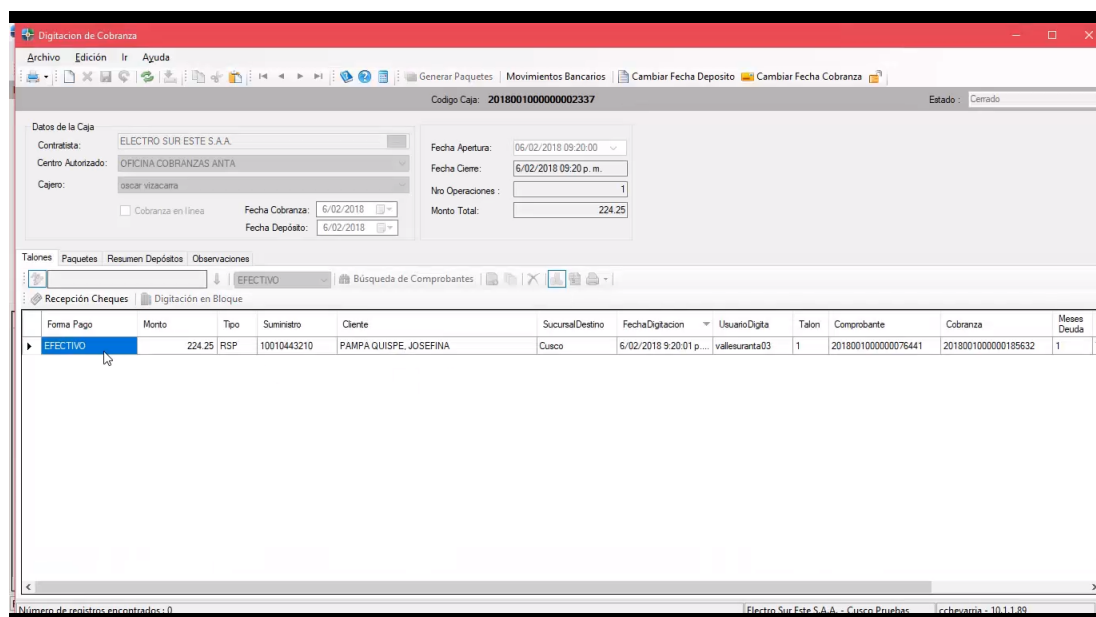 Digitacion de Cobranza
Archivo Edición Ir Ayuda
Generar Paquetes Movimientos Bancarios Cambiar Fecha Deposito Cambiar Fecha Cobranza
Codigo Caja: 2018001000000002337 Estado : Cerrado
Datos de la Caja
Contratista: ELECTRO SUR ESTE S.A.A.
Centro Autorizado: OFICINA COBRANZAS ANTA
Cajero: oscar vizacarra
Cobranza en línea Fecha Cobranza: 6/02/2018
Fecha Depósito: 6/02/2018
Fecha Apertura: 06/02/2018 09:20:00
Fecha Cierre: 6/02/2018 09:20 p. m.
Nro Operaciones : 1
Monto Total: 224.25
Talones Paquetes Resumen Depósitos Observaciones
EFECTIVO Búsqueda de Comprobantes
Recepción Cheques Digitación en Bloque
Forma Pago Monto Tipo Suministro Cliente SucursalDestino FechaDigitacion UsuarioDigita Talon Comprobante Cobranza Meses Deuda
EFECTIVO 224.25 RSP 10010443210 PAMPA QUISPE, JOSEFINA Cusco 6/02/2018 9:20:01 p.... vallesuranta03 1 2018001000000076441 2018001000000185632 1
Número de registros encontrados : 0 Electro Sur Este S.A.A. - Cusco Pruebas cchevarria - 10.1.1.89